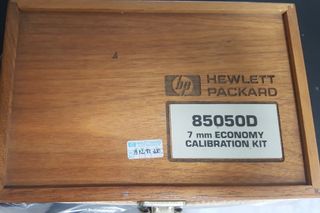 hp HEWLETT
PACKARD
85050D
7 mm ECONOMY
CALIBRATION KIT